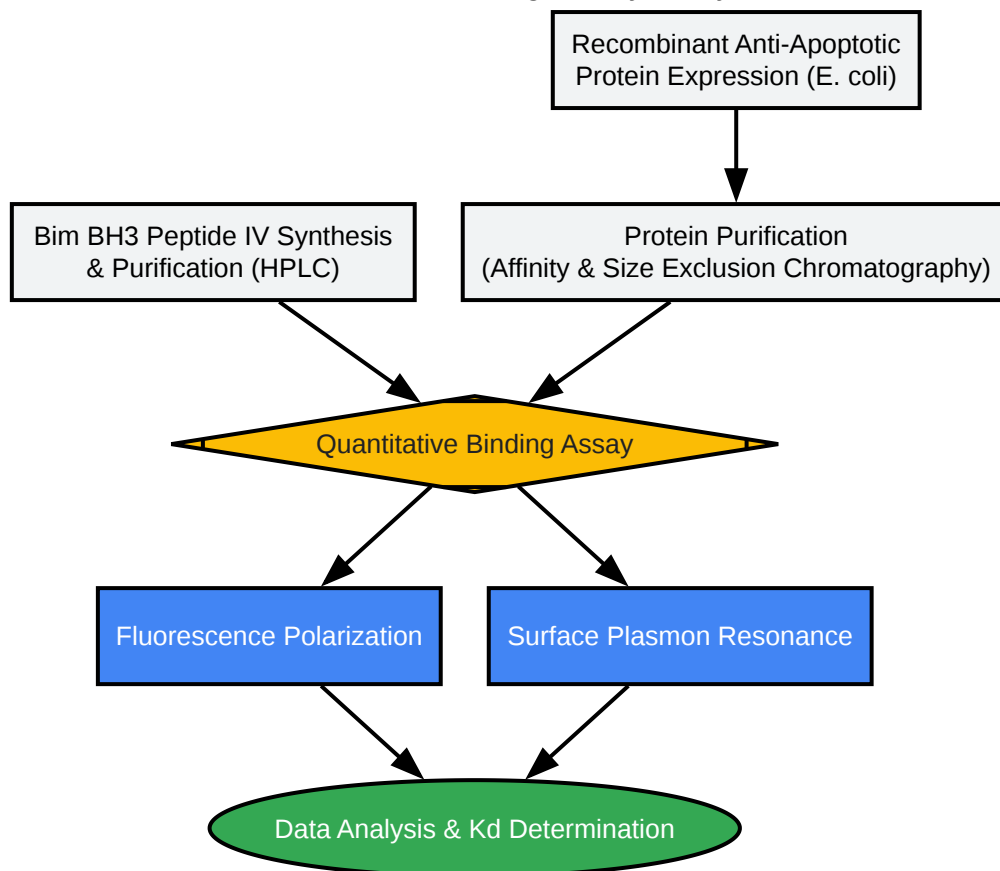 Recombinant Anti-Apoptotic
Protein Expression (E. coli)
Bim BH3 Peptide IV Synthesis
& Purification (HPLC)
Protein Purification
(Affinity & Size Exclusion Chromatography)
Quantitative Binding Assay
Fluorescence Polarization
Surface Plasmon Resonance
Data Analysis & Kd Determination